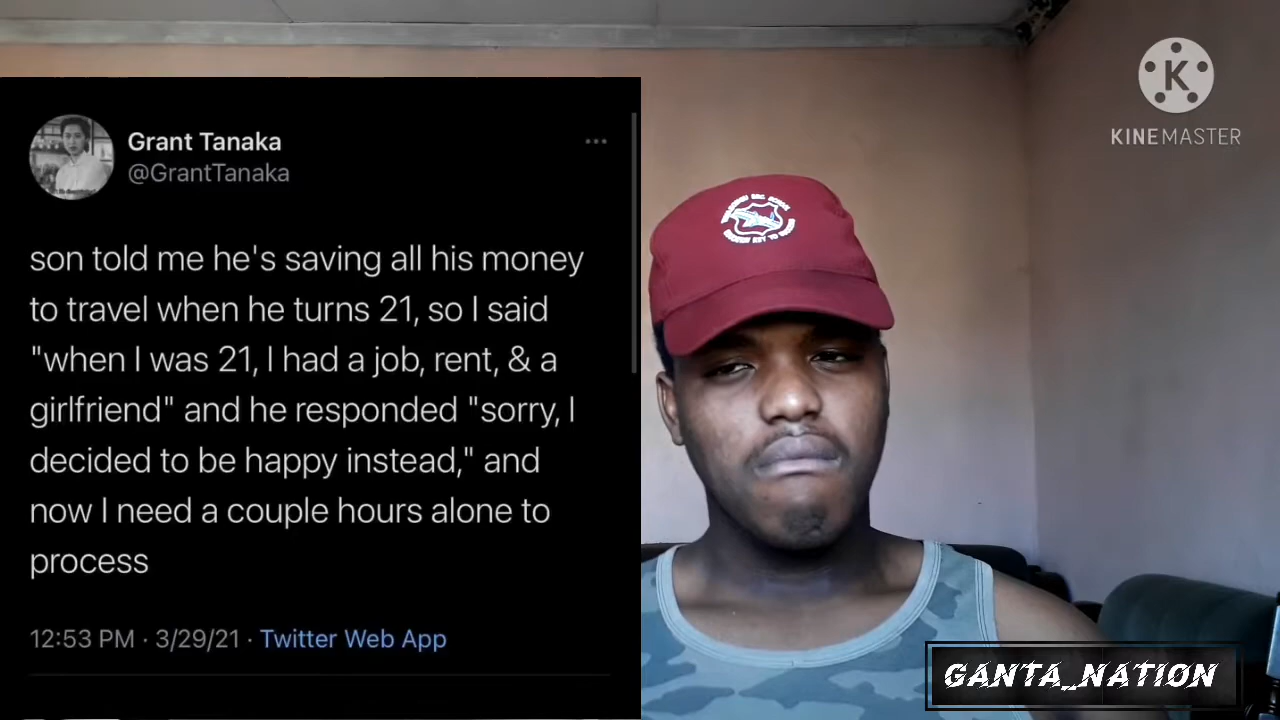 Grant Tanaka
@GrantTanaka
son told me he's saving all his money
to travel when he turns 21, so I said
"when I was 21, I had a job, rent, & a
girlfriend" and he responded "sorry, I
decided to be happy instead," and
now I need a couple hours alone to
process
12:53 PM · 3/29/21 · Twitter Web App
K
KINEMASTER
GANTA_NATION